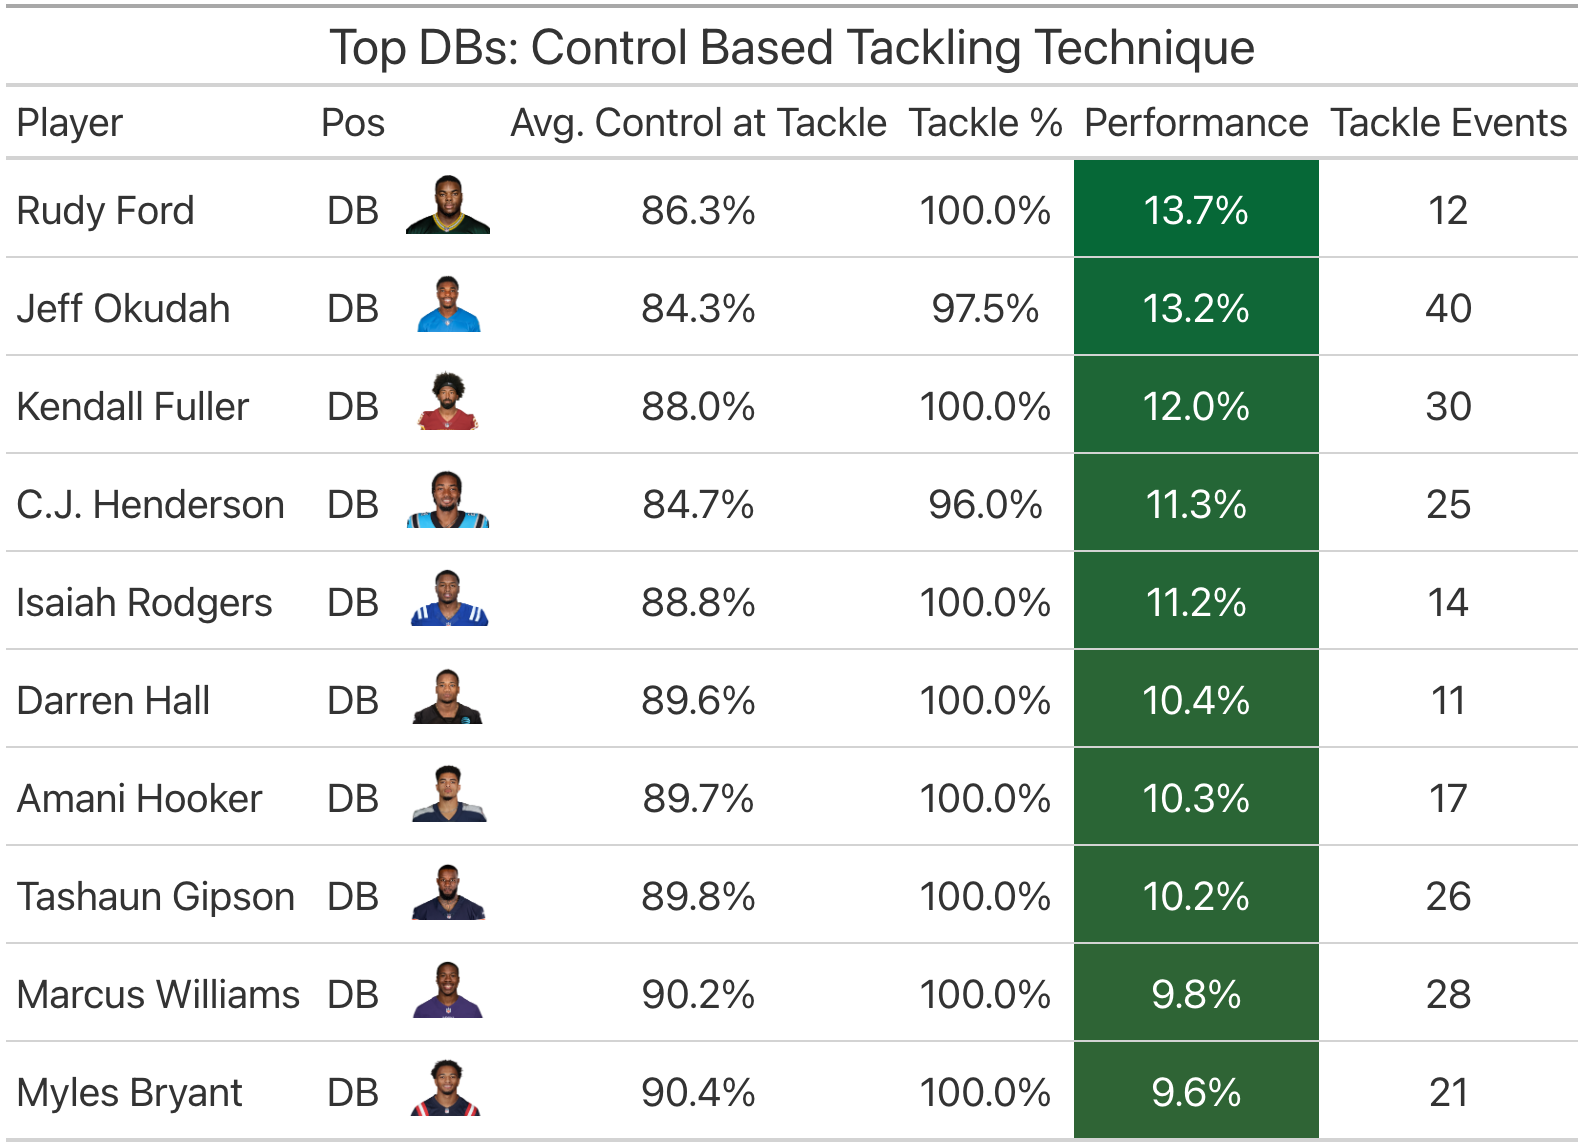 Top DBs: Control Based Tackling Technique
Player Pos Avg. Control at Tackle Tackle % Performance Tackle Events
Rudy Ford DB 86.3% 100.0% 13.7% 12
Jeff Okudah DB 84.3% 97.5% 13.2% 40
Kendall Fuller DB 88.0% 100.0% 12.0% 30
C.J. Henderson DB 84.7% 96.0% 11.3% 25
Isaiah Rodgers DB 88.8% 100.0% 11.2% 14
Darren Hall DB 89.6% 100.0% 10.4% 11
Amani Hooker DB 89.7% 100.0% 10.3% 17
Tashaun Gipson DB 89.8% 100.0% 10.2% 26
Marcus Williams DB 90.2% 100.0% 9.8% 28
Myles Bryant DB 90.4% 100.0% 9.6% 21